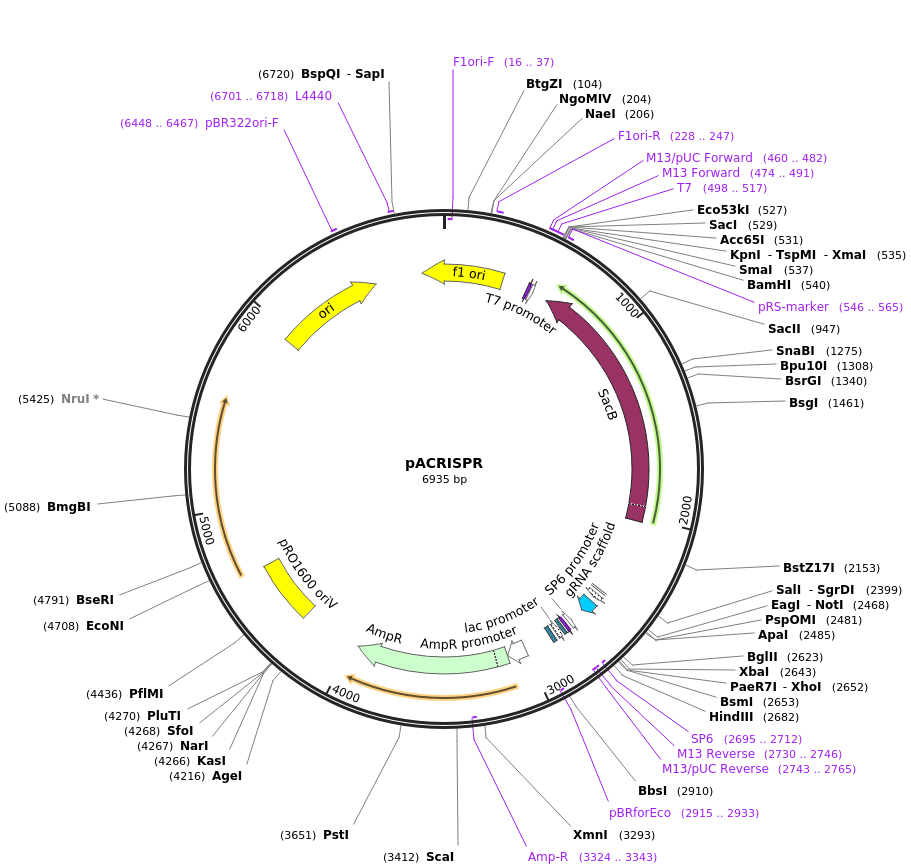 F1ori-F (16 .. 37)
(6720) BspQI - SapI
BtgZI (104)
(6701 .. 6718) L4440
NgoMIV (204)
NaeI (206)
(6448 .. 6467) pBR322ori-F
F1ori-R (228 .. 247)
M13/pUC Forward (460 .. 482)
M13 Forward (474 .. 491)
T7 (498 .. 517)
Eco53kI (527)
SacI (529)
Acc65I (531)
KpnI - TspMI - XmaI (535)
SmaI (537)
BamHI (540)
pRS-marker (546 .. 565)
SacII (947)
SnaBI (1275)
Bpu10I (1308)
BsrGI (1340)
BsgI (1461)
f1 ori
T7 promoter
ori
1000
6000
SacB
(5425) NruI *
pACRISPR
6935 bp
2000
(5088) BmgBI
5000
SP6 promoter
gRNA scaffold
BstZ17I (2153)
pRO1600 oriV
SalI - SgrDI (2399)
(4791) BseRI
EagI - NotI (2468)
lac promoter
PspOMI (2481)
(4708) EcoNI
AmpR
AmpR promoter
ApaI (2485)
BglII (2623)
XbaI (2643)
PaeR7I - XhoI (2652)
(4436) PflMI
4000
3000
BsmI (2653)
HindIII (2682)
(4270) PluTI
(4268) SfoI
SP6 (2695 .. 2712)
(4267) NarI
M13 Reverse (2730 .. 2746)
(4266) KasI
M13/pUC Reverse (2743 .. 2765)
(4216) AgeI
BbsI (2910)
pBRforEco (2915 .. 2933)
(3651) PstI
XmnI (3293)
(3412) ScaI
Amp-R (3324 .. 3343)